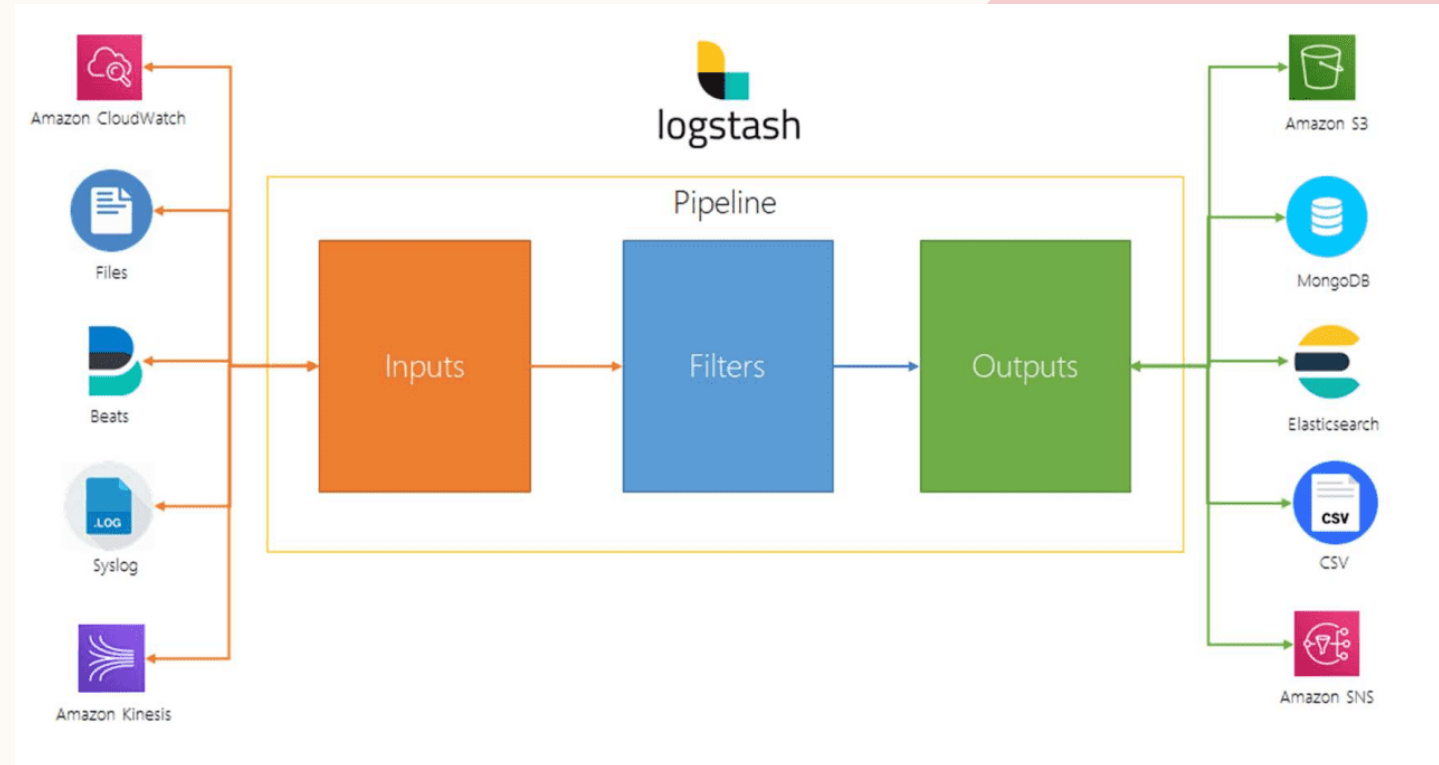 logstash
Pipeline
Amazon CloudWatch
Files
Beats
.LOG
Syslog
Amazon Kinesis
Inputs
Filters
Outputs
Amazon S3
MongoDB
Elasticsearch
CSV
CSV
Amazon SNS